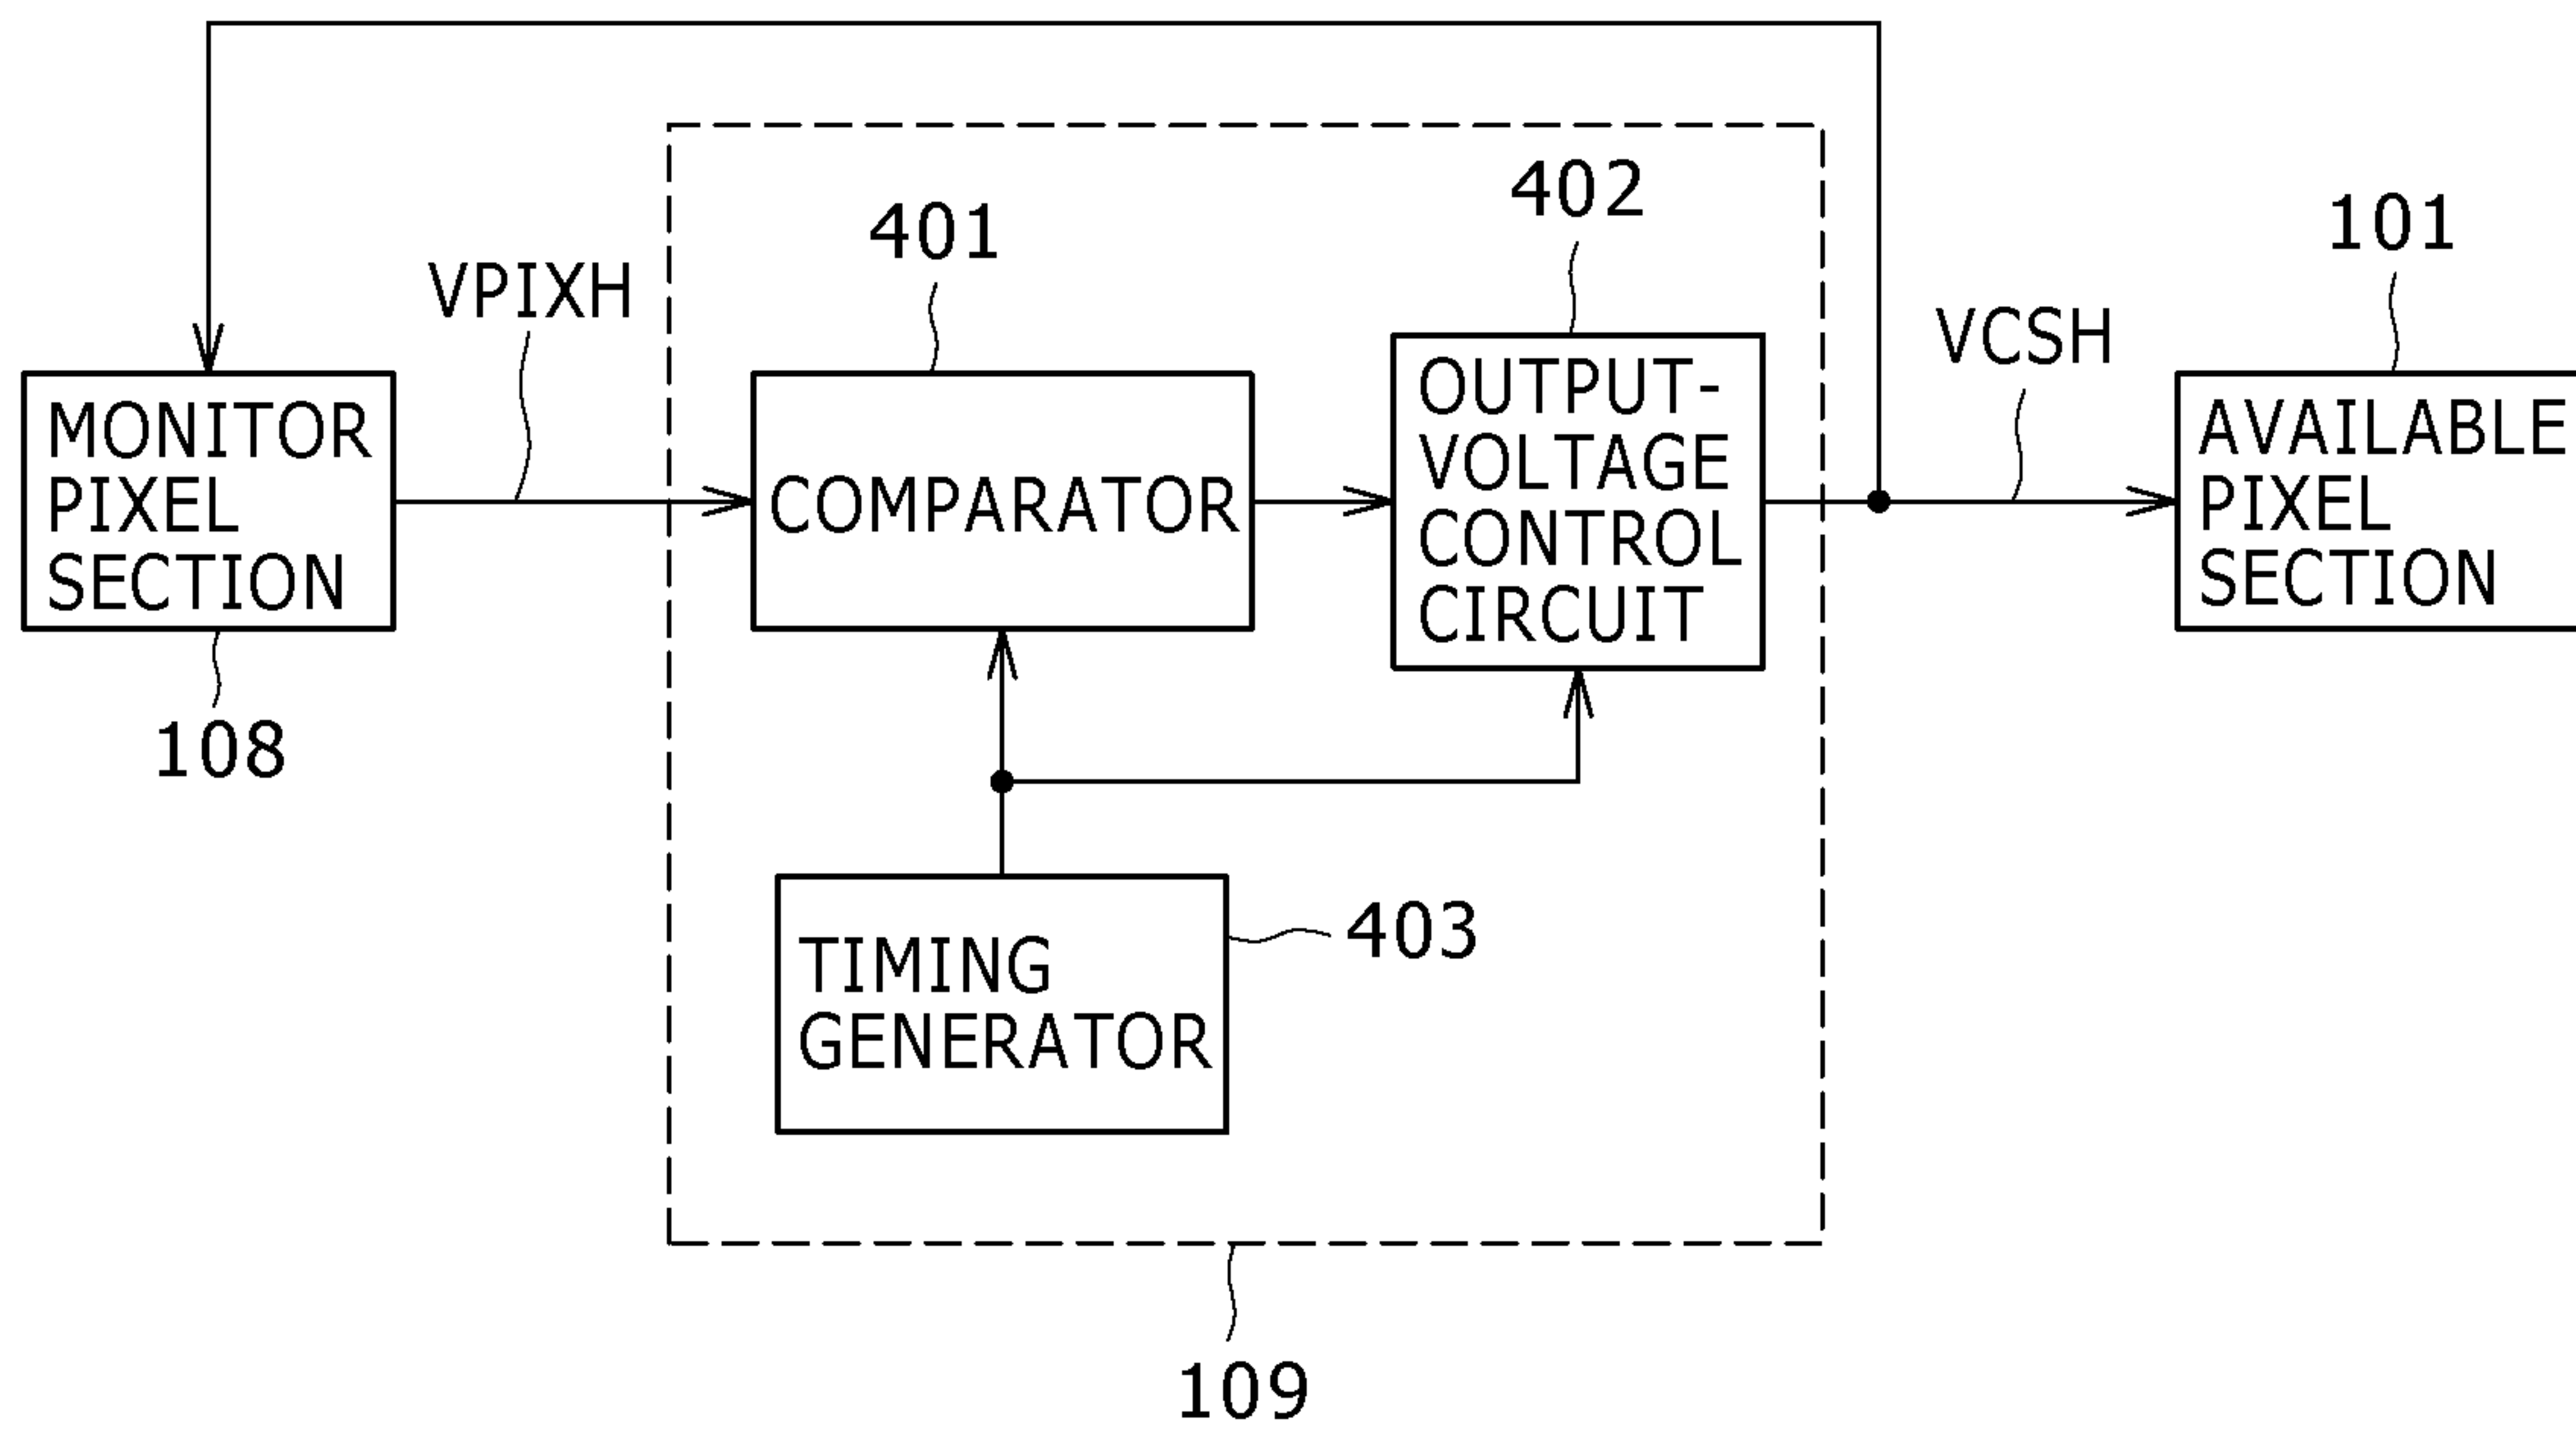 402
101
401
VPIXH
VCSH
MONITOR
PIXEL
SECTION
COMPARATOR
OUTPUT-
VOLTAGE
CONTROL
CIRCUIT
AVAILABLE
PIXEL
SECTION
108
TIMING
GENERATOR
403
109